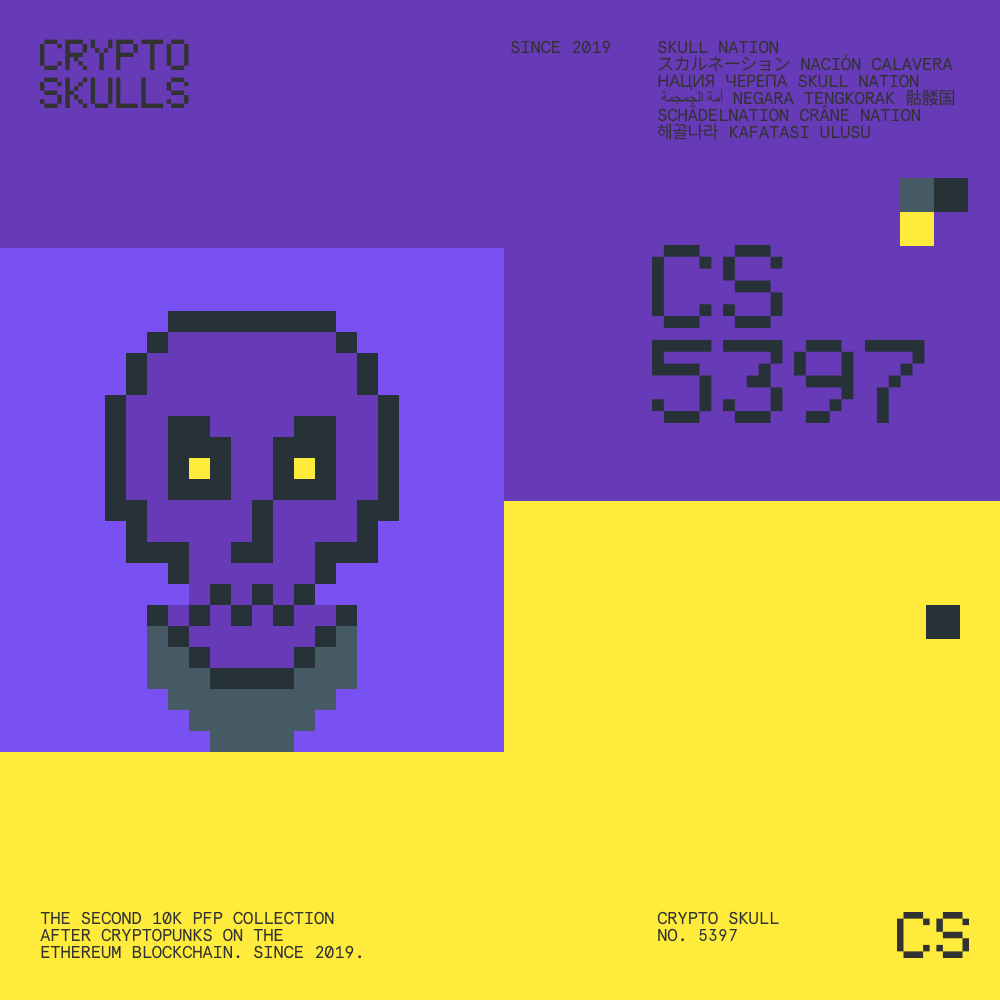 CRYPTO
SKULLS
SINCE 2019
SKULL NATION
スカルネーション NACIÓN CALAVERA
НАЦИЯ ЧЕРЕПА SKULL NATION
أمة الجمجمة NEGARA TENGKORAK 骷髅国
SCHÄDELNATION CRÂNE NATION
해골나라 KAFATASI ULUSU
CS
5397
THE SECOND 10K PFP COLLECTION
AFTER CRYPTOPUNKS ON THE
ETHEREUM BLOCKCHAIN. SINCE 2019.
CRYPTO SKULL
NO. 5397
CS